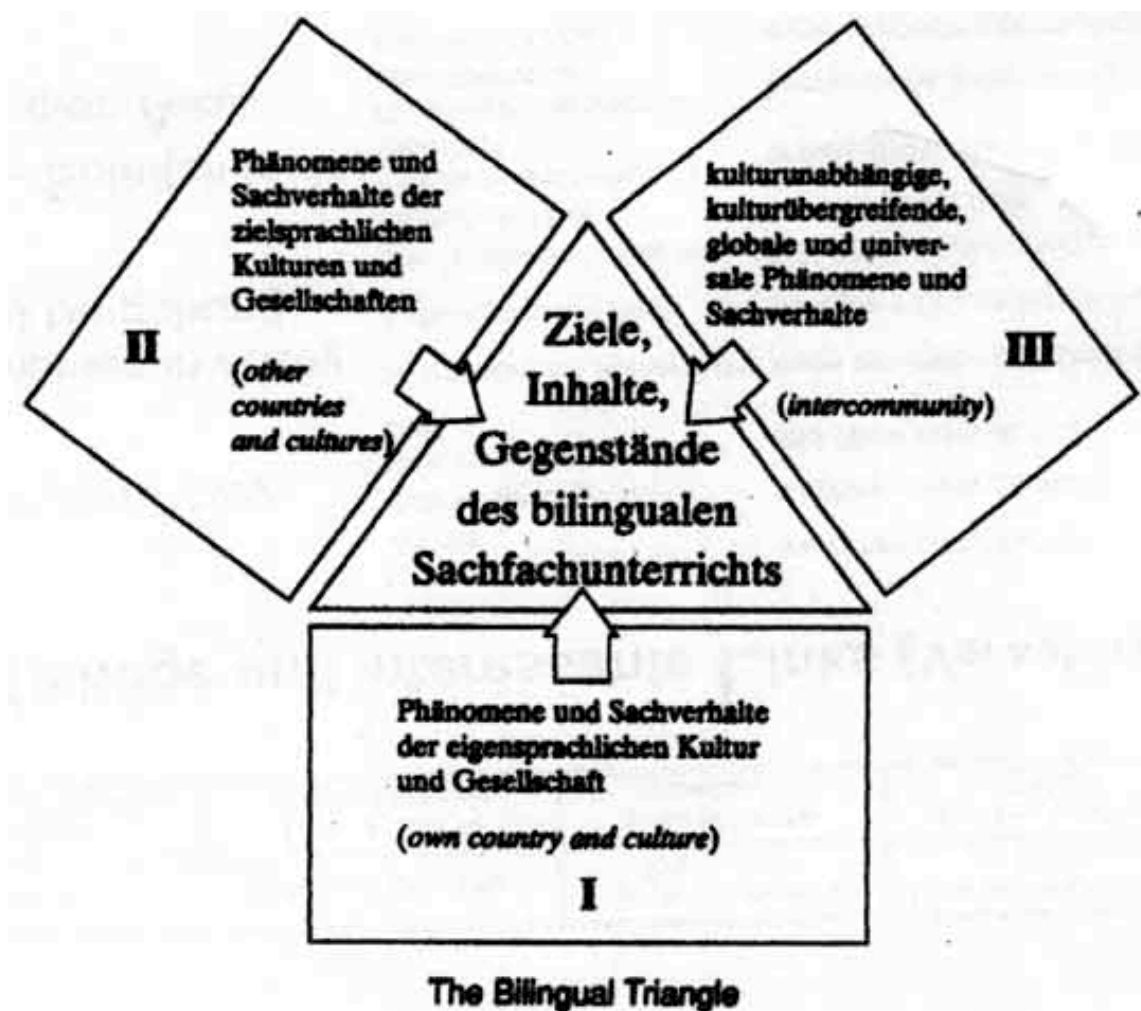 Phänomene und
Sachverhalte der
zielsprachlichen
Kulturen und
Gesellschaften
II
(other
countries
and cultures)
kulturunabhängige,
kulturübergreifende,
globale und univer-
sale Phänomene und
Sachverhalte
III
(intercommunity)
Ziele,
Inhalte,
Gegenstände
des bilingualen
Sachfachunterrichts
Phänomene und Sachverhalte
der eigensprachlichen Kultur
und Gesellschaft
(own country and culture)
I
The Bilingual Triangle